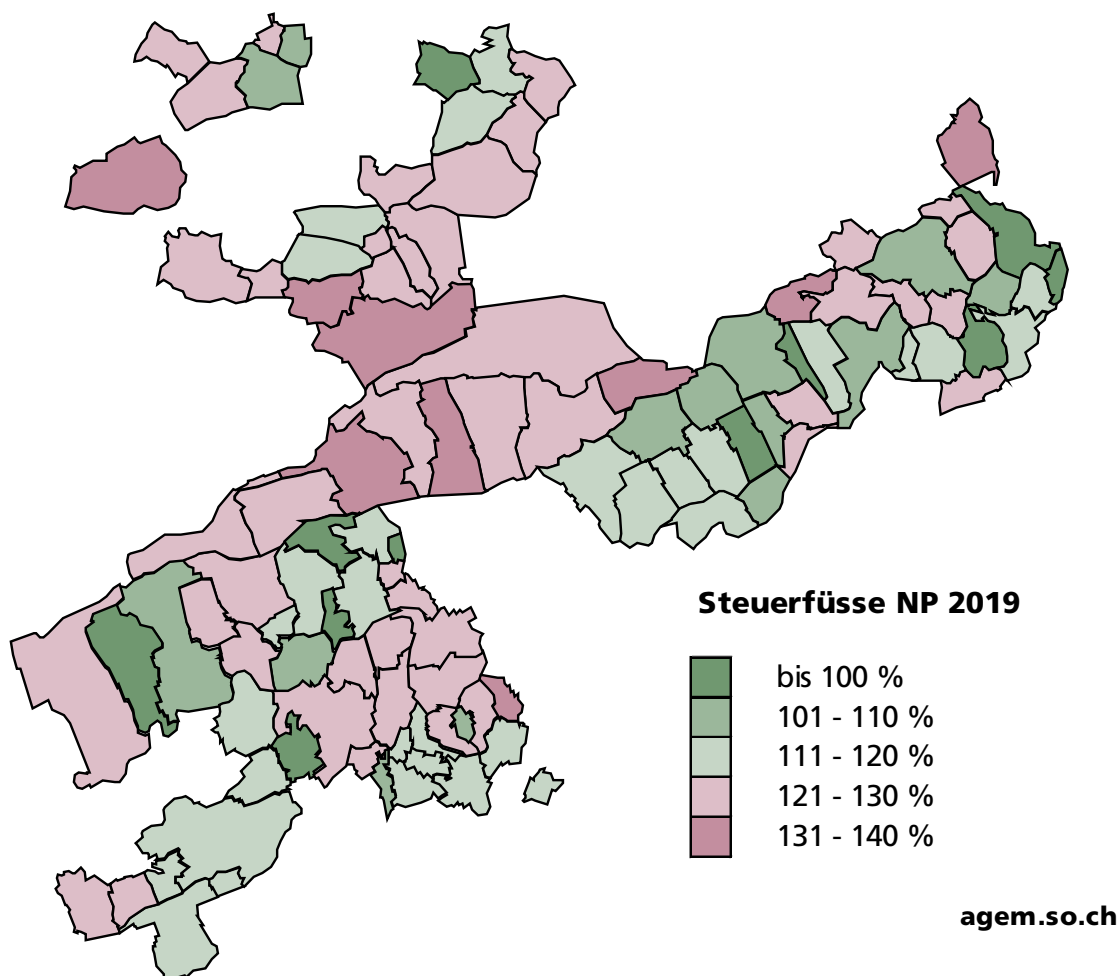 Steuerfüsse NP 2019
bis 100 %
101 - 110 %
111 - 120 %
121 - 130 %
131 - 140 %
agem.so.ch